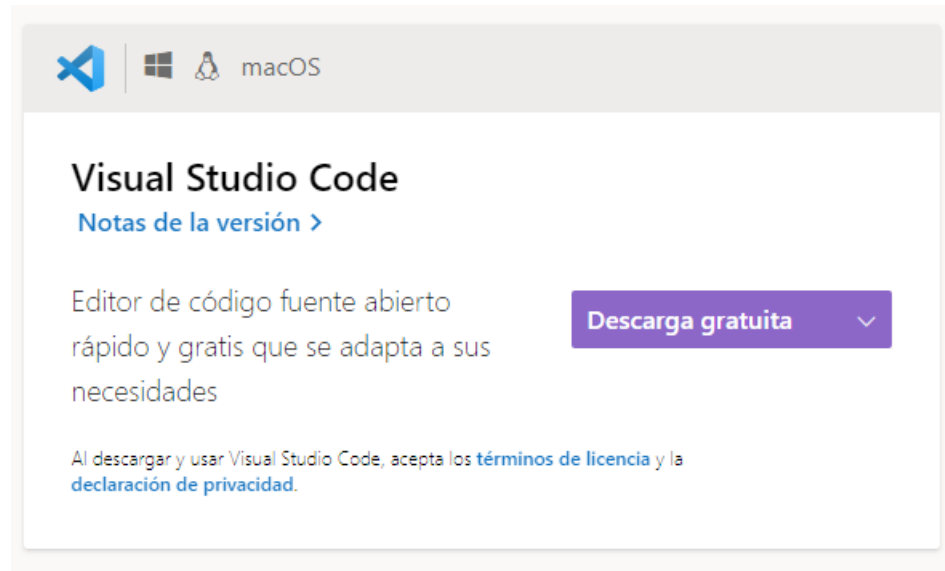 macOS
Visual Studio Code
Notas de la versión >
Editor de código fuente abierto
rápido y gratis que se adapta a sus
necesidades
Descarga gratuita
Al descargar y usar Visual Studio Code, acepta los términos de licencia y la
declaración de privacidad.